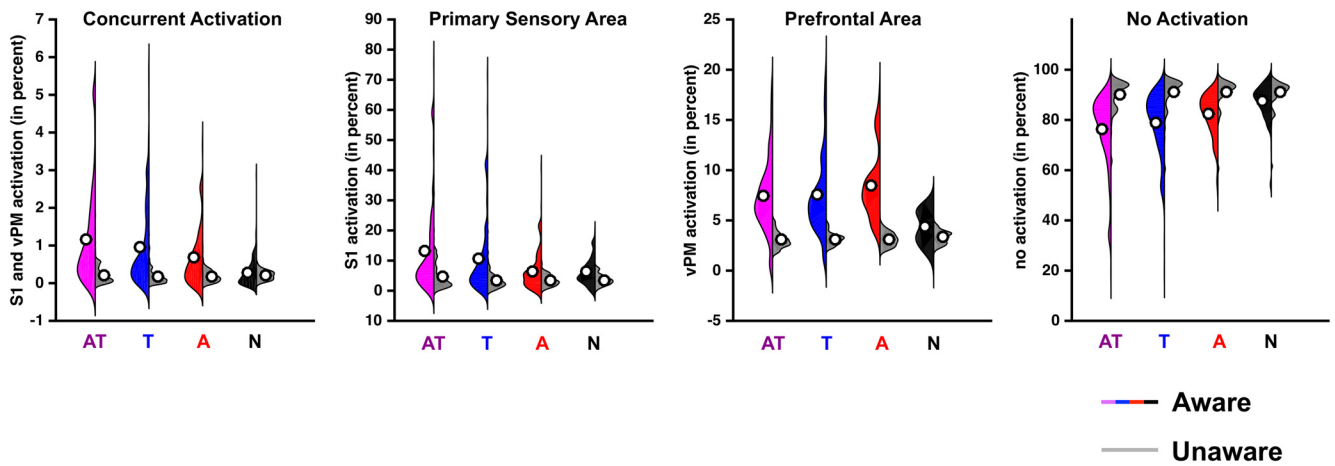 Concurrent Activation
S1 and vPM activation (in percent)
7
6
5
4
3
2
1
0
-1
AT T A N
Primary Sensory Area
S1 activation (in percent)
90
80
70
60
50
40
30
20
10
0
10
AT T A N
Prefrontal Area
vPM activation (in percent)
25
20
15
10
5
0
-5
AT T A N
No Activation
no activation (in percent)
100
80
60
40
20
0
AT T A N
Aware
Unaware